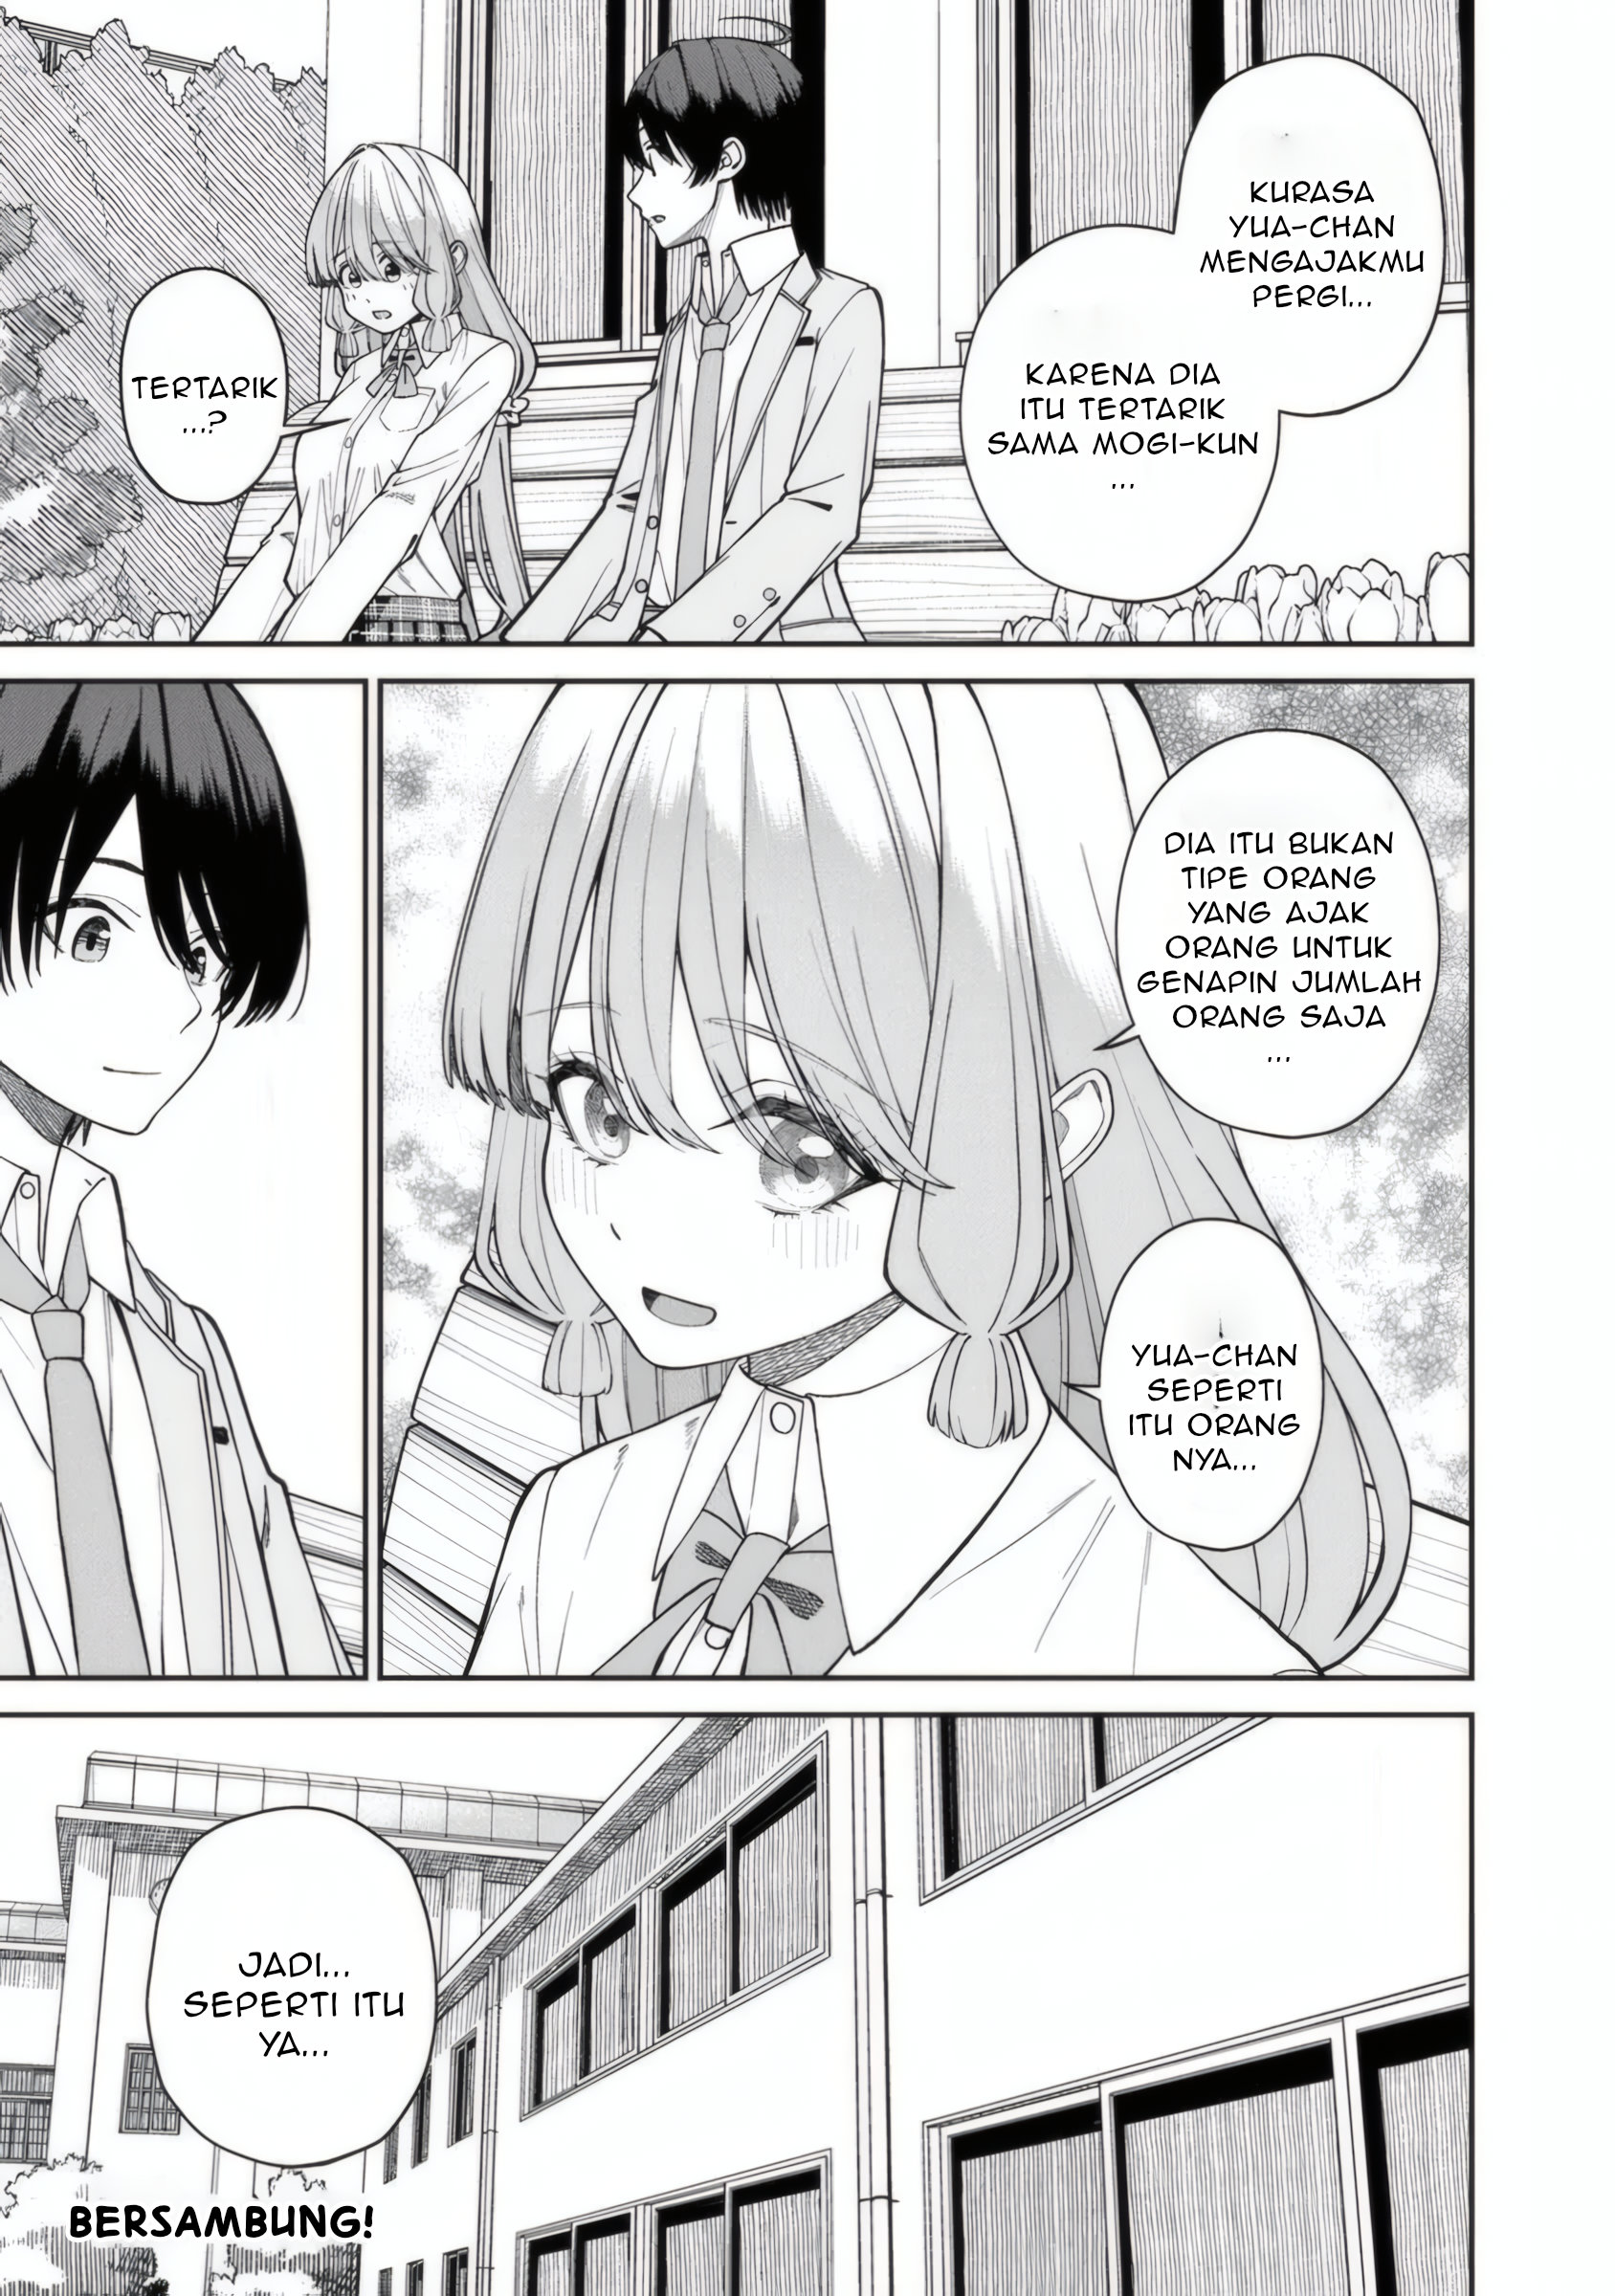 KURASA
YUA-CHAN
MENGAJAKMU
PERGI...
KARENA DIA
ITU TERTARIK
SAMA MOGI-KUN
...
TERTARIK
...?
DIA ITU BUKAN
TIPE ORANG
YANG AJAK
ORANG UNTUK
GENAPIN JUMLAH
ORANG SAJA
...
YUA-CHAN
SEPERTI
ITU ORANG
NYA...
JADI...
SEPERTI ITU
YA...
BERSAMBUNG!